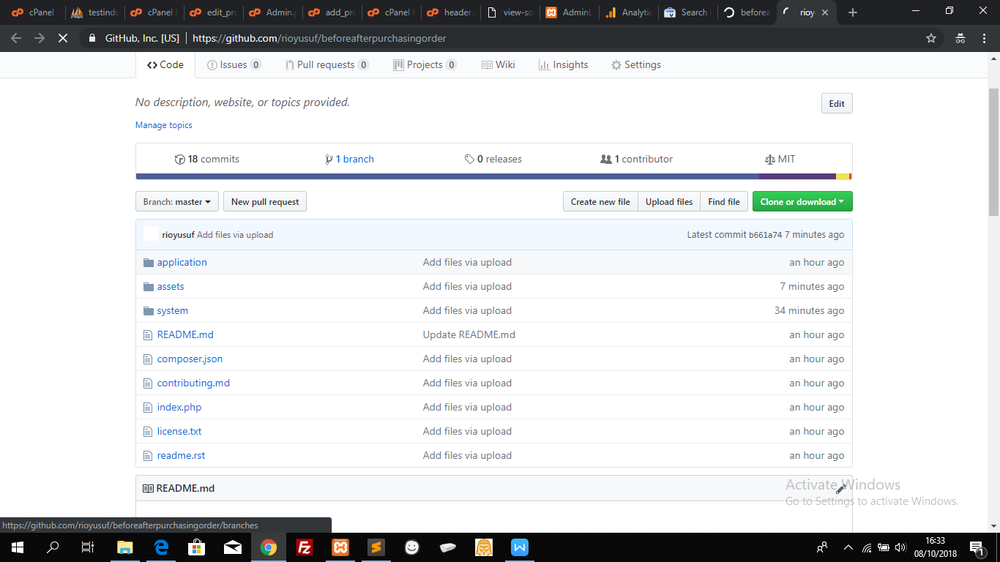 cPanel
testind
cPanel F
edit_pro
Admin.p
add_pro
cPanel F
header.
view-so
AdminL
Analytic
Search
beforea
rioy
GitHub, Inc. [US] https://github.com/rioyusuf/beforeafterpurchasingorder
Code Issues 0 Pull requests 0 Projects 0 Wiki Insights Settings
No description, website, or topics provided. Edit
Manage topics
18 commits 1 branch 0 releases 1 contributor MIT
Branch: master New pull request Create new file Upload files Find file Clone or download
rioyusuf Add files via upload Latest commit b661a74 7 minutes ago
application Add files via upload an hour ago
assets Add files via upload 7 minutes ago
system Add files via upload 34 minutes ago
README.md Update README.md an hour ago
composer.json Add files via upload an hour ago
contributing.md Add files via upload an hour ago
index.php Add files via upload an hour ago
license.txt Add files via upload an hour ago
readme.rst Add files via upload an hour ago
README.md
Activate Windows
Go to Settings to activate Windows.
https://github.com/rioyusuf/beforeafterpurchasingorder/branches
16:33
08/10/2018
1